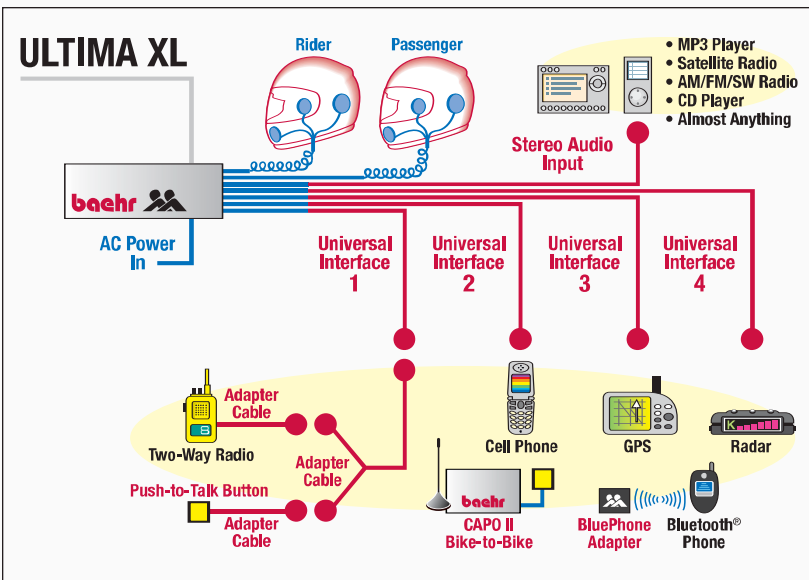 ULTIMA XL
Rider
Passenger
• MP3 Player
• Satellite Radio
• AM/FM/SW Radio
• CD Player
• Almost Anything
Stereo Audio
Input
baehr
AC Power
In
Universal
Interface
1
Universal
Interface
2
Universal
Interface
3
Universal
Interface
4
Adapter
Cable
8
Two-Way Radio
Adapter
Cable
Push-to-Talk Button
Adapter
Cable
Cell Phone
GPS
K
Radar
baehr
CAPO II
Bike-to-Bike
BluePhone
Adapter
Bluetooth®
Phone